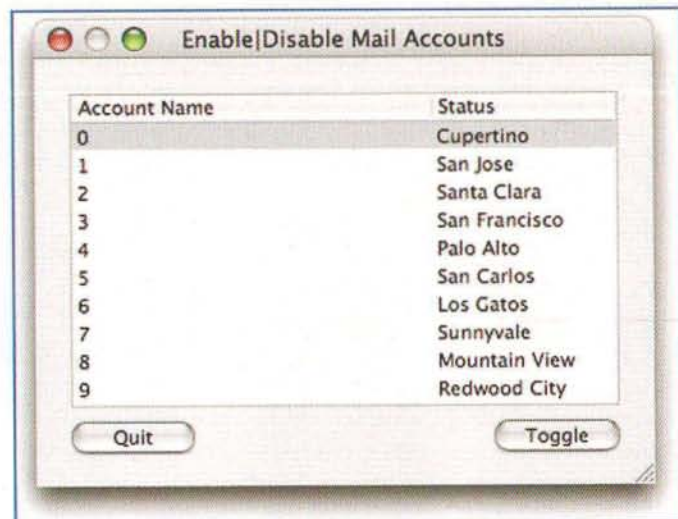 Enable|Disable Mail Accounts
Account Name Status
0 Cupertino
1 San Jose
2 Santa Clara
3 San Francisco
4 Palo Alto
5 San Carlos
6 Los Gatos
7 Sunnyvale
8 Mountain View
9 Redwood City
Quit Toggle